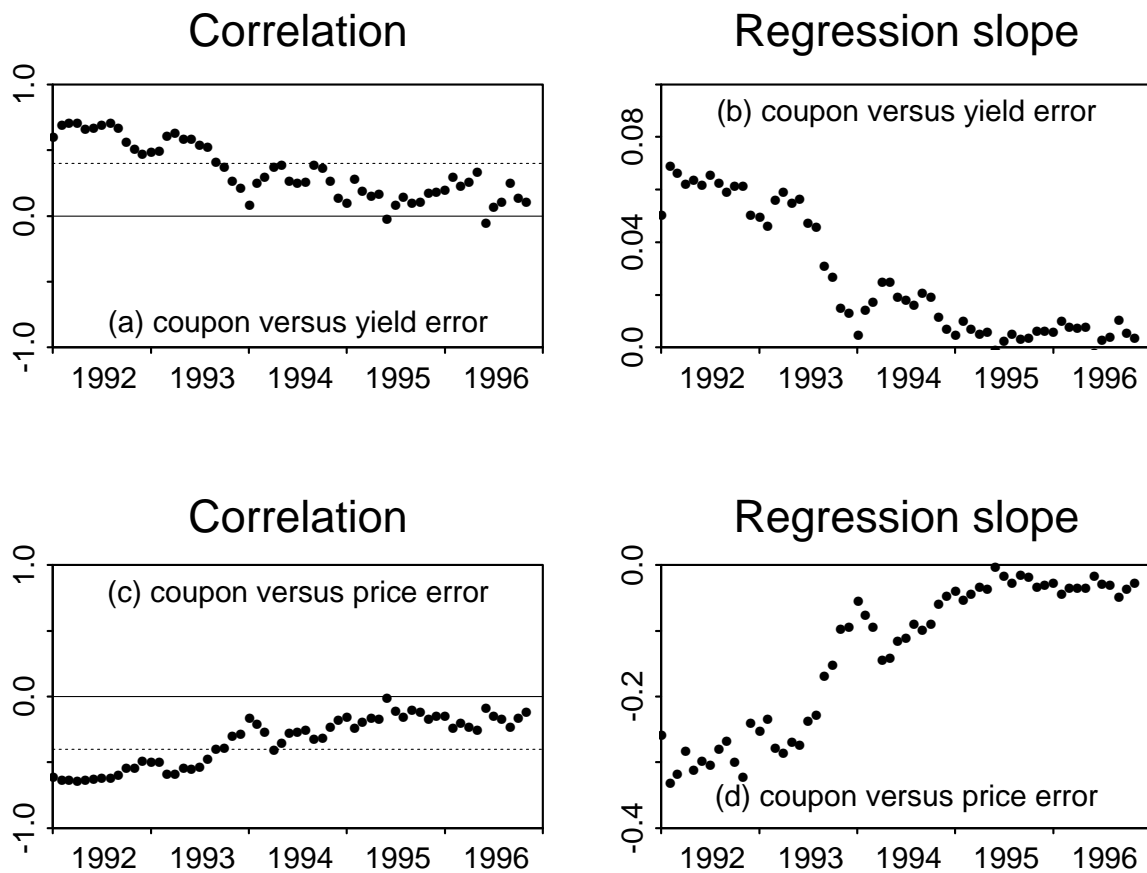 Correlation
1.0
0.0
-1.0
(a) coupon versus yield error
1992 1993 1994 1995 1996
Regression slope
0.08
0.04
0.0
(b) coupon versus yield error
1992 1993 1994 1995 1996
Correlation
1.0
0.0
-1.0
(c) coupon versus price error
1992 1993 1994 1995 1996
Regression slope
0.0
-0.2
-0.4
(d) coupon versus price error
1992 1993 1994 1995 1996